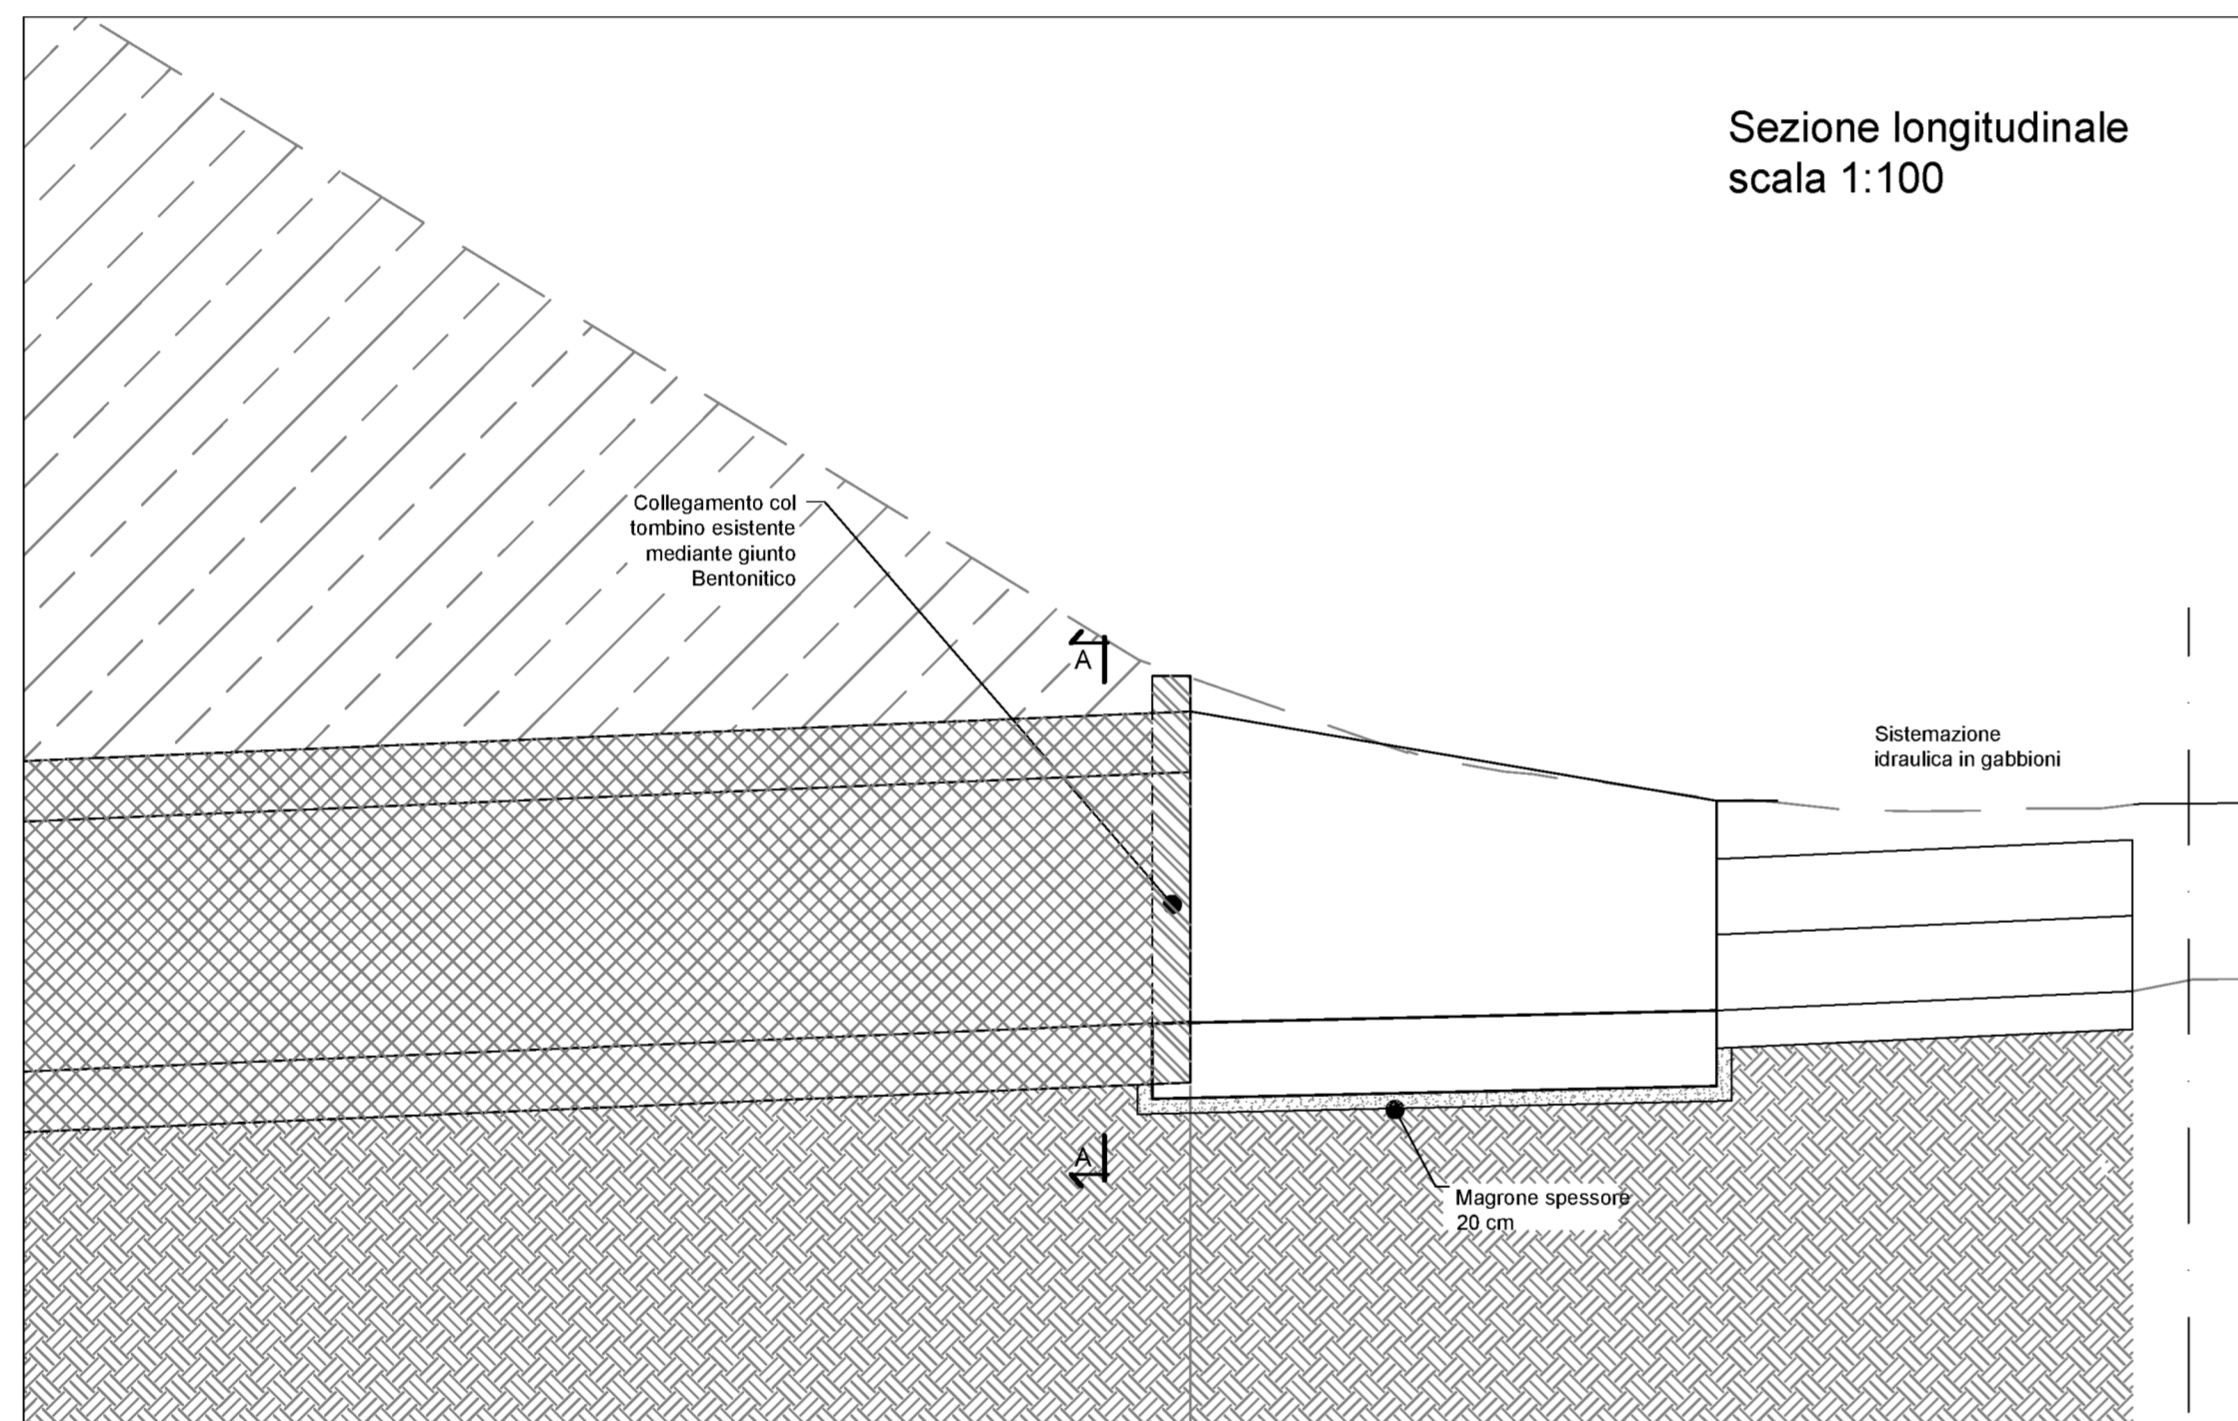 Sezione longitudinale
scala 1:100
Collegamento col
tombino esistente
mediante giunto
Bentonitico
A
Sistemazione
idraulica in gabbioni
A
Magrone spessore
20 cm